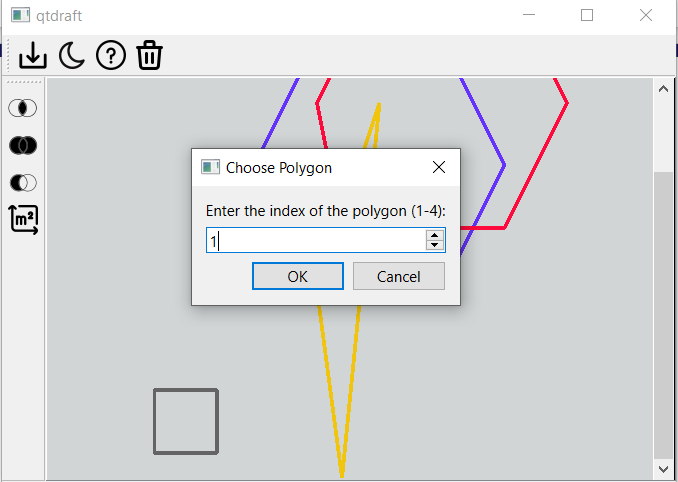 qtdraft
?
m²
Choose Polygon
Enter the index of the polygon (1-4):
1
OK
Cancel